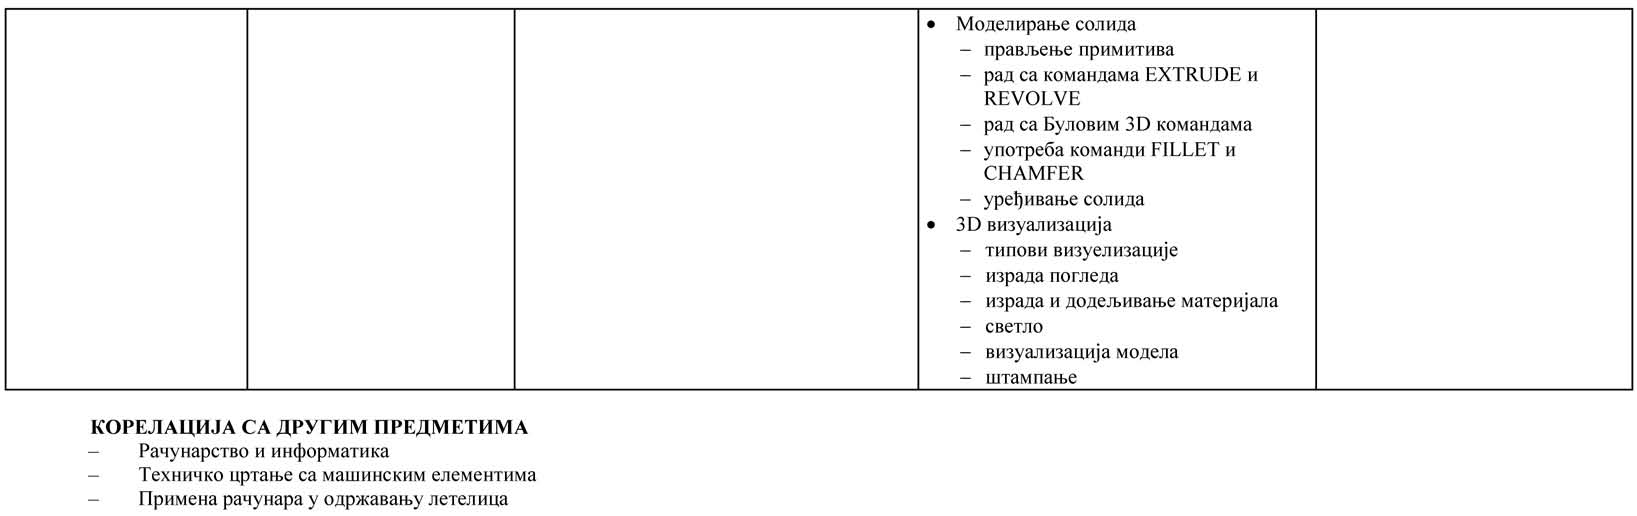 • Моделирање солида
– прављење примитива
– рад са командама EXTRUDE и
REVOLVE
– рад са Буловим 3D командама
– употреба команди FILLET и
CHAMFER
– уређивање солида
• 3D визуализација
– типови визуелизације
– израда погледа
– израда и додељивање материјала
– светло
– визуализација модела
– штампање
КОРЕЛАЦИЈА СА ДРУГИМ ПРЕДМЕТИМА
– Рачунарство и информатика
– Техничко цртање са машинским елементима
– Примена рачунара у одржавању летелица